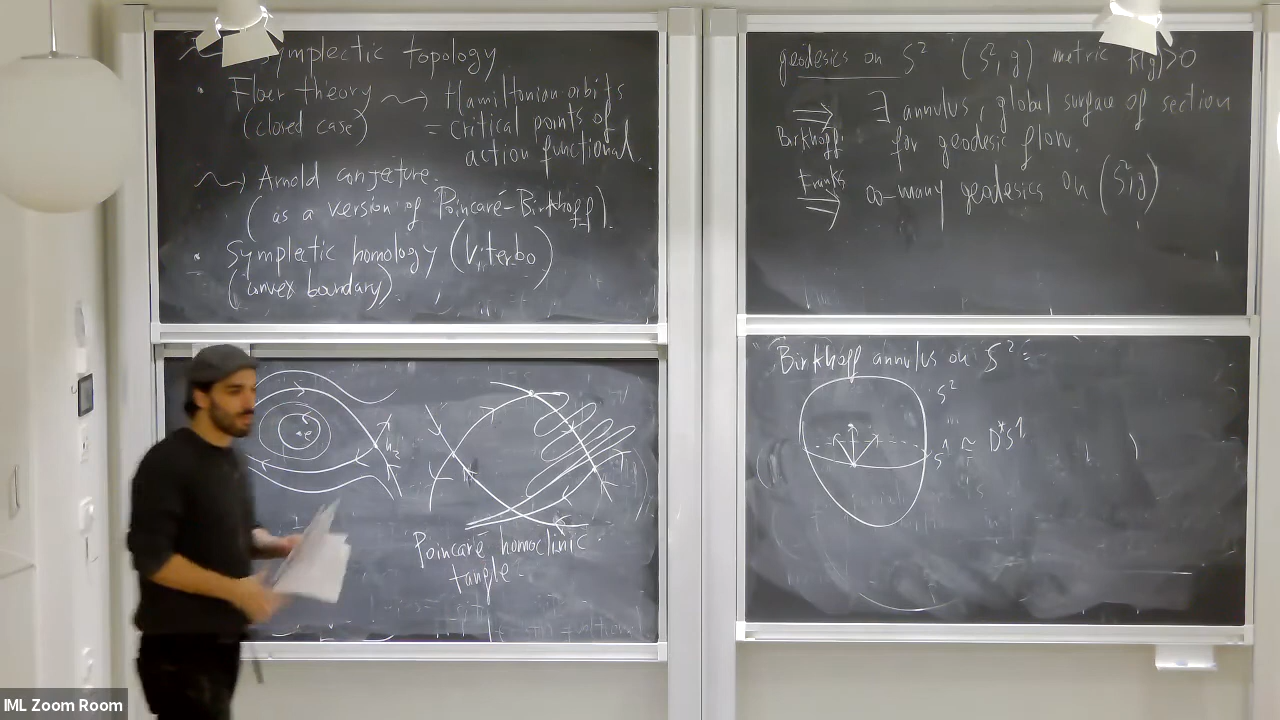 Symplectic topology
• Floer theory ⇝ Hamiltonian orbits
(closed case) = critical points of
action functional.
⇝ Arnold conjecture.
(as a version of Poincaré-Birkhoff).
• Symplectic homology (Viterbo)
(convex boundary).
Poincaré homoclinic
tangle.
geodesics on S² (S², g) metric K(g)>0
⇒ ∃ annulus, global surface of section
Birkhoff for geodesic flow.
Franks ⇒ ∞-many geodesics on (S², g)
Birkhoff annulus on S² =
S²
S¹ ≅ D*S¹
IML Zoom Room